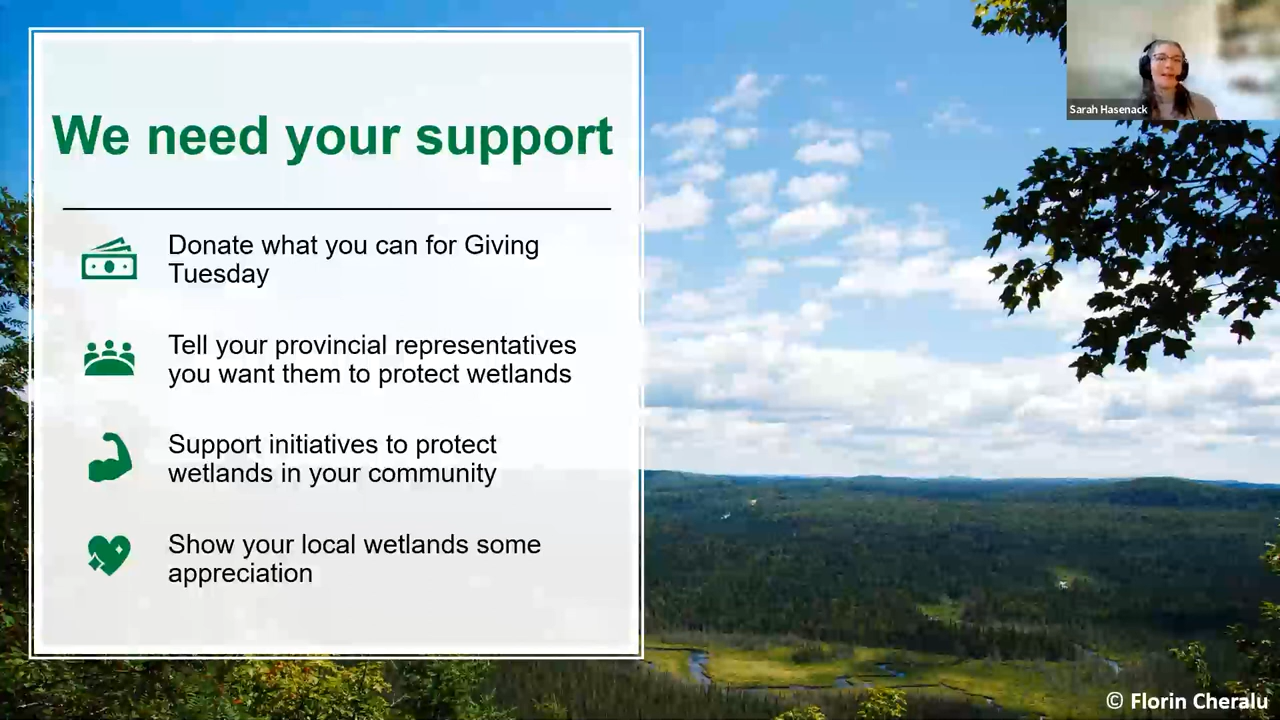 Sarah Hasenack
We need your support
Donate what you can for Giving
Tuesday
Tell your provincial representatives
you want them to protect wetlands
Support initiatives to protect
wetlands in your community
Show your local wetlands some
appreciation
© Florin Cheralu